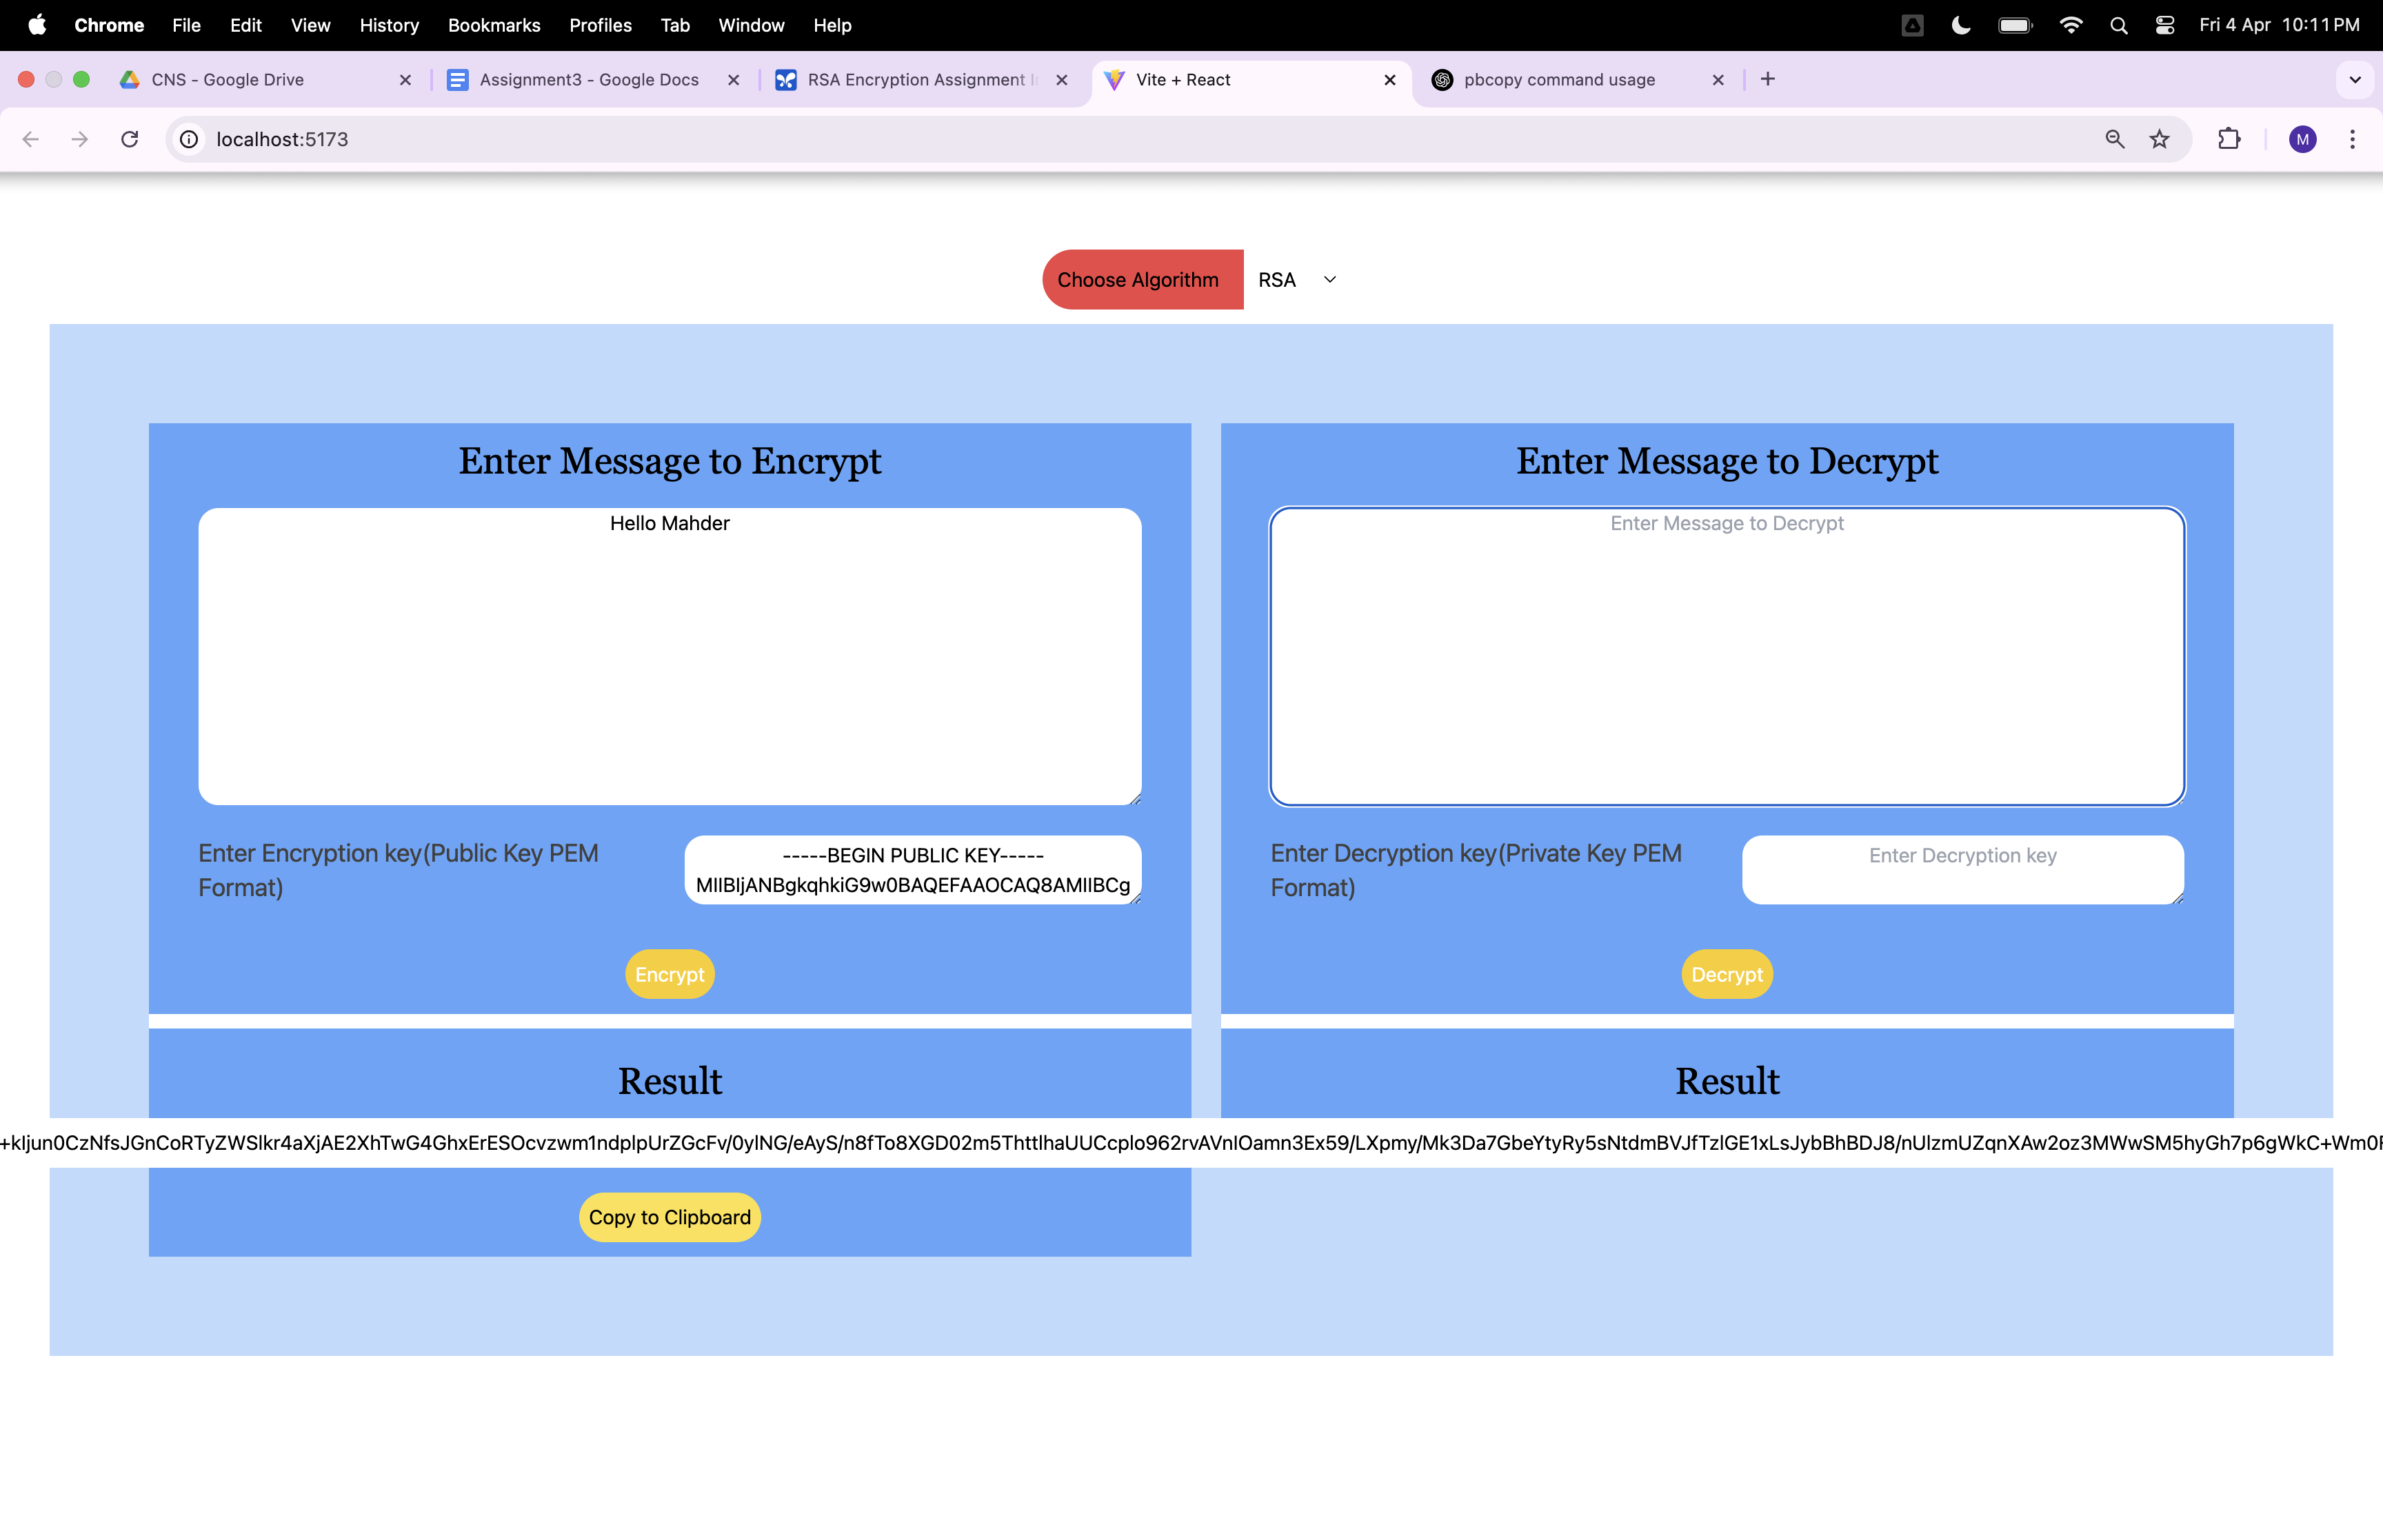 Chrome File Edit View History Bookmarks Profiles Tab Window Help Fri 4 Apr 10:11 PM
CNS - Google Drive Assignment3 - Google Docs RSA Encryption Assignment Vite + React pbcopy command usage
localhost:5173 M
Choose Algorithm RSA
Enter Message to Encrypt
Hello Mahder
Enter Encryption key(Public Key PEM
Format)
-----BEGIN PUBLIC KEY-----
MIIBIjANBgkqhkiG9w0BAQEFAAOCAQ8AMIIBCg
Encrypt
Enter Message to Decrypt
Enter Message to Decrypt
Enter Decryption key(Private Key PEM
Format)
Enter Decryption key
Decrypt
Result
Result
+kljun0CzNfsJGnCoRTyZWSlkr4aXjAE2XhTwG4GhxErESOcvzwm1ndplpUrZGcFv/0ylNG/eAyS/n8fTo8XGD02m5ThttlhaUUCcplo962rvAVnIOamn3Ex59/LXpmy/Mk3Da7GbeYtyRy5sNtdmBVJfTzlGE1xLsJybBhBDJ8/nUlzmUZqnXAw2oz3MWwSM5hyGh7p6gWkC+Wm0
Copy to Clipboard